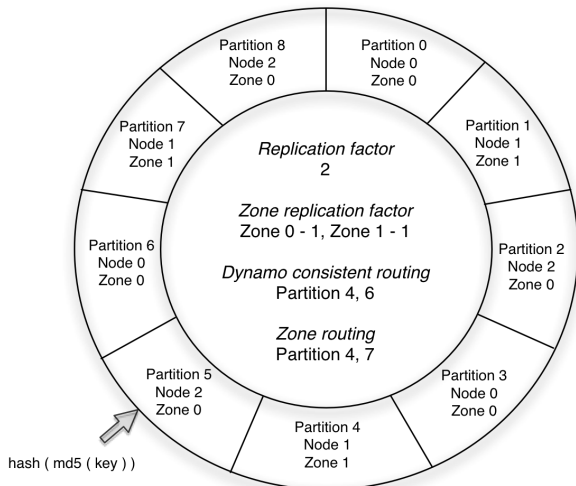 Partition 8
Node 2
Zone 0
Partition 0
Node 0
Zone 0
Partition 7
Node 1
Zone 1
Partition 1
Node 1
Zone 1
Replication factor
2
Zone replication factor
Zone 0 - 1, Zone 1 - 1
Dynamo consistent routing
Partition 4, 6
Zone routing
Partition 4, 7
Partition 6
Node 0
Zone 0
Partition 2
Node 2
Zone 0
Partition 5
Node 2
Zone 0
Partition 3
Node 0
Zone 0
Partition 4
Node 1
Zone 1
hash ( md5 ( key ) )